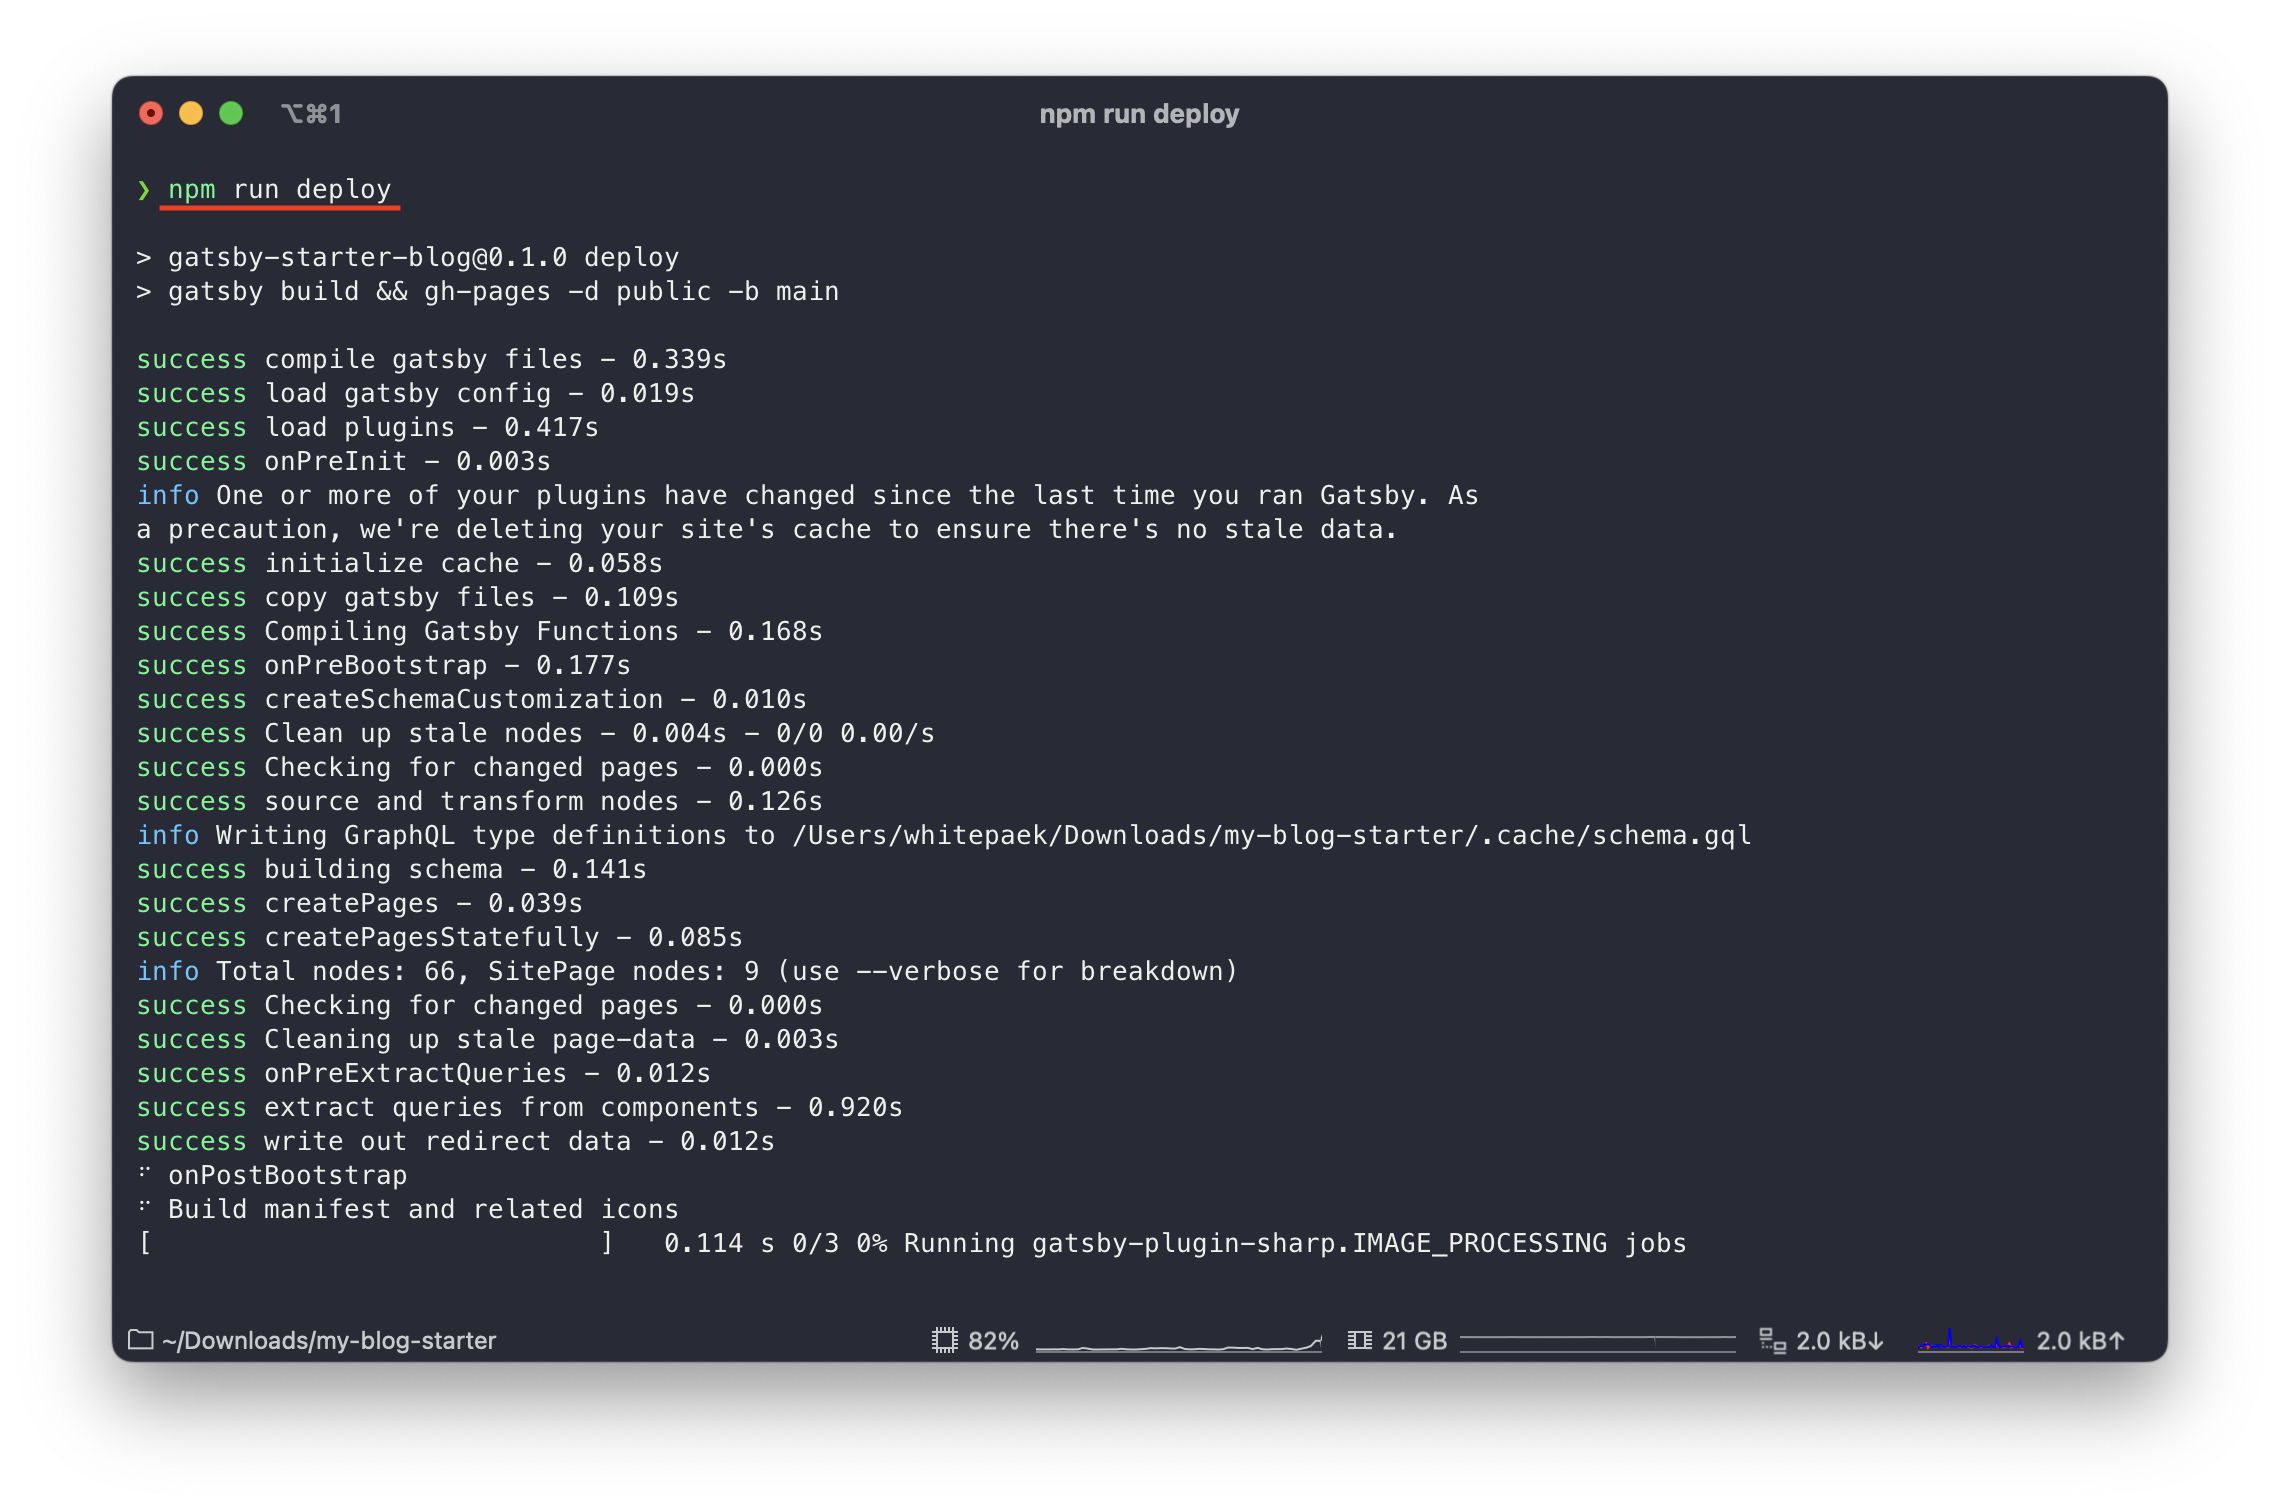 ⌥⌘1
npm run deploy
❯ npm run deploy
> gatsby-starter-blog@0.1.0 deploy
> gatsby build && gh-pages -d public -b main
success compile gatsby files - 0.339s
success load gatsby config - 0.019s
success load plugins - 0.417s
success onPreInit - 0.003s
info One or more of your plugins have changed since the last time you ran Gatsby. As
a precaution, we're deleting your site's cache to ensure there's no stale data.
success initialize cache - 0.058s
success copy gatsby files - 0.109s
success Compiling Gatsby Functions - 0.168s
success onPreBootstrap - 0.177s
success createSchemaCustomization - 0.010s
success Clean up stale nodes - 0.004s - 0/0 0.00/s
success Checking for changed pages - 0.000s
success source and transform nodes - 0.126s
info Writing GraphQL type definitions to /Users/whitepaek/Downloads/my-blog-starter/.cache/schema.gql
success building schema - 0.141s
success createPages - 0.039s
success createPagesStatefully - 0.085s
info Total nodes: 66, SitePage nodes: 9 (use --verbose for breakdown)
success Checking for changed pages - 0.000s
success Cleaning up stale page-data - 0.003s
success onPreExtractQueries - 0.012s
success extract queries from components - 0.920s
success write out redirect data - 0.012s
⠋ onPostBootstrap
⠋ Build manifest and related icons
[                            ]   0.114 s 0/3 0% Running gatsby-plugin-sharp.IMAGE_PROCESSING jobs
~/Downloads/my-blog-starter
82%
21 GB
2.0 kB↓
2.0 kB↑